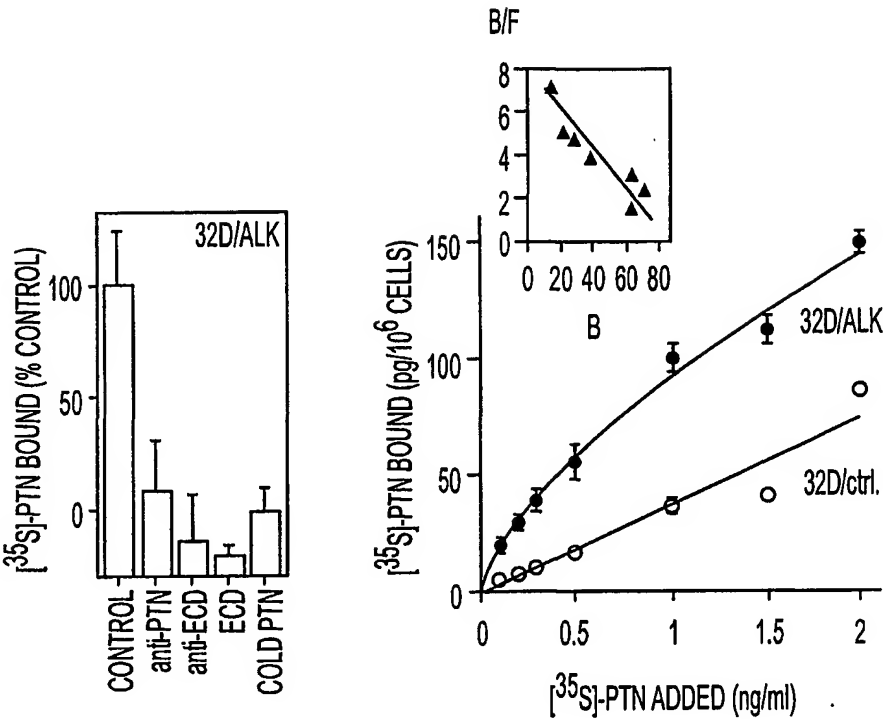 [35S]-PTN BOUND (% CONTROL)
32D/ALK
100
50
0
CONTROL
anti-PTN
anti-ECD
ECD
COLD PTN
B/F
8
6
4
2
0
0 20 40 60 80
B
[35S]-PTN BOUND (pg/10^6 CELLS)
150
100
50
0
32D/ALK
32D/ctrl.
0 0.5 1 1.5 2
[35S]-PTN ADDED (ng/ml)